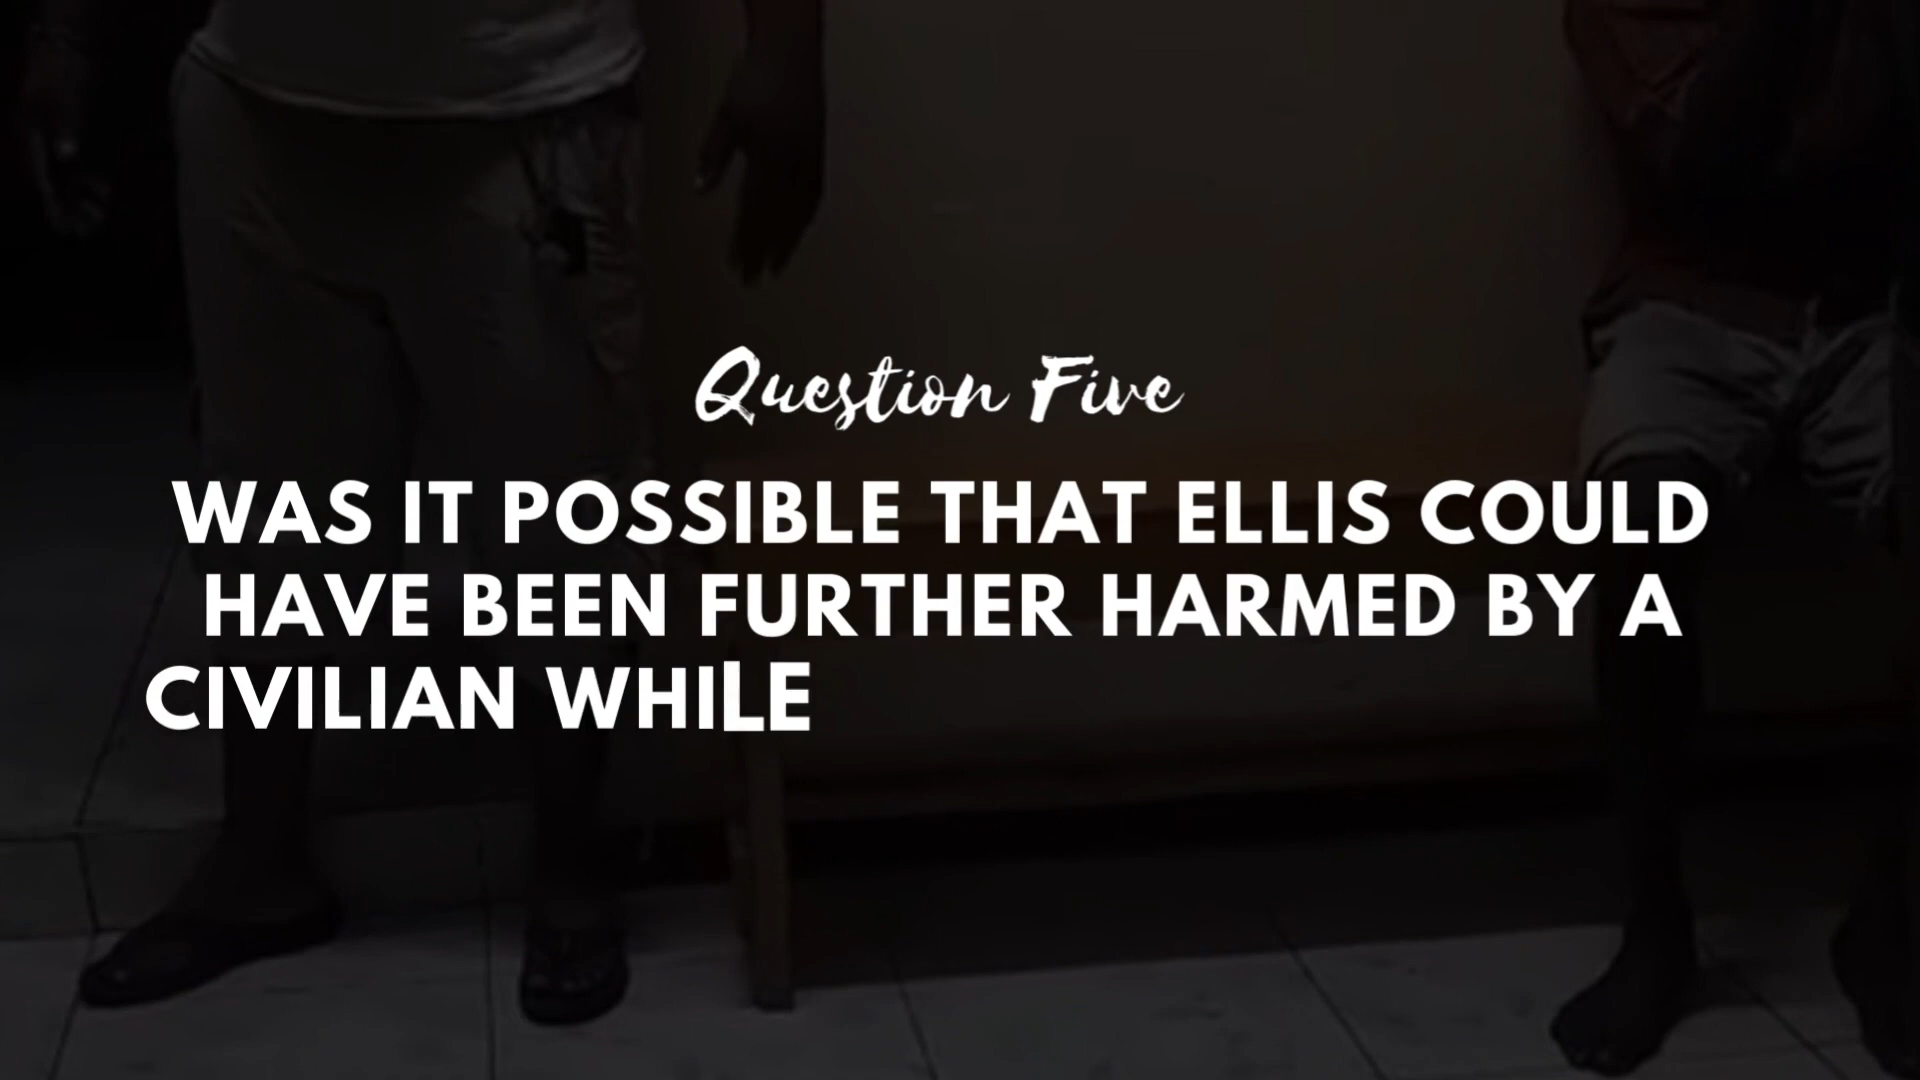 Question Five
WAS IT POSSIBLE THAT ELLIS COULD
HAVE BEEN FURTHER HARMED BY A
CIVILIAN WHILE